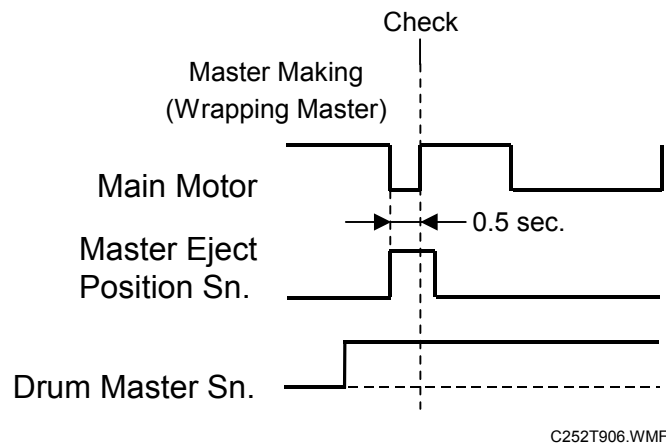 Check
Master Making
(Wrapping Master)
Main Motor
0.5 sec.
Master Eject
Position Sn.
Drum Master Sn.
C252T906.WMF